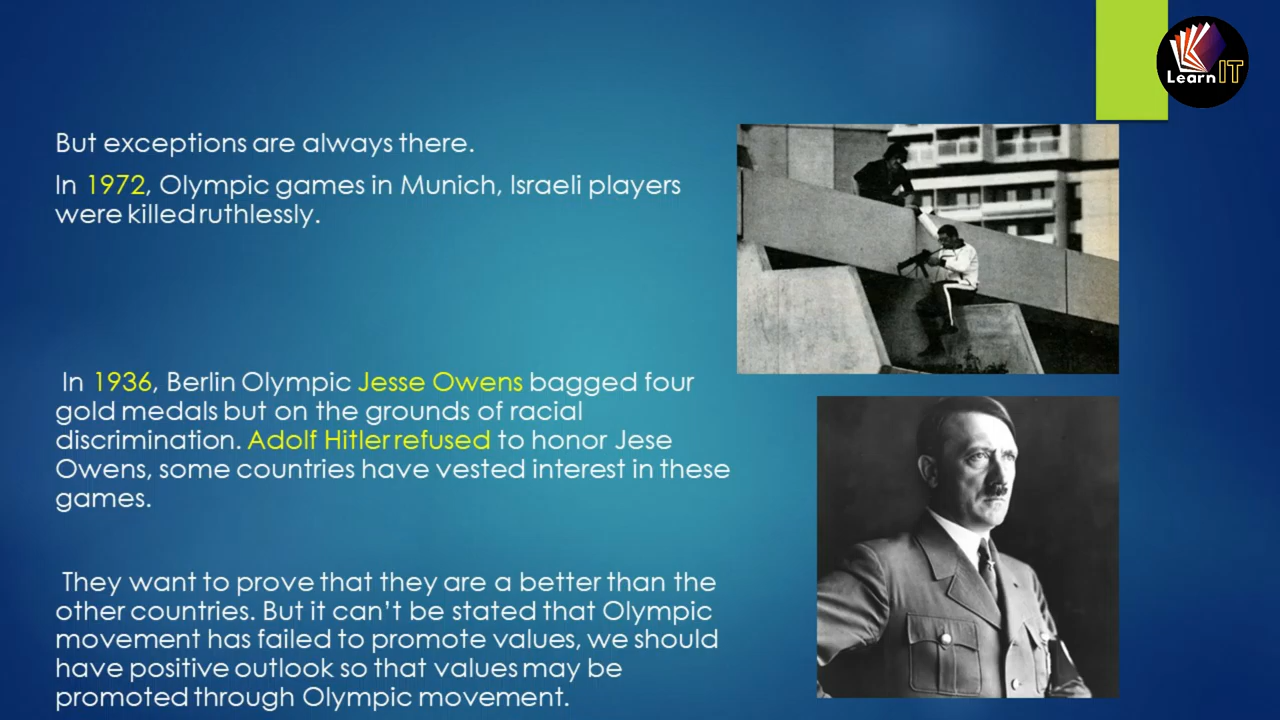 Learn IT
But exceptions are always there.
In 1972, Olympic games in Munich, Israeli players
were killed ruthlessly.
In 1936, Berlin Olympic Jesse Owens bagged four
gold medals but on the grounds of racial
discrimination. Adolf Hitler refused to honor Jese
Owens, some countries have vested interest in these
games.
They want to prove that they are a better than the
other countries. But it can't be stated that Olympic
movement has failed to promote values, we should
have positive outlook so that values may be
promoted through Olympic movement.